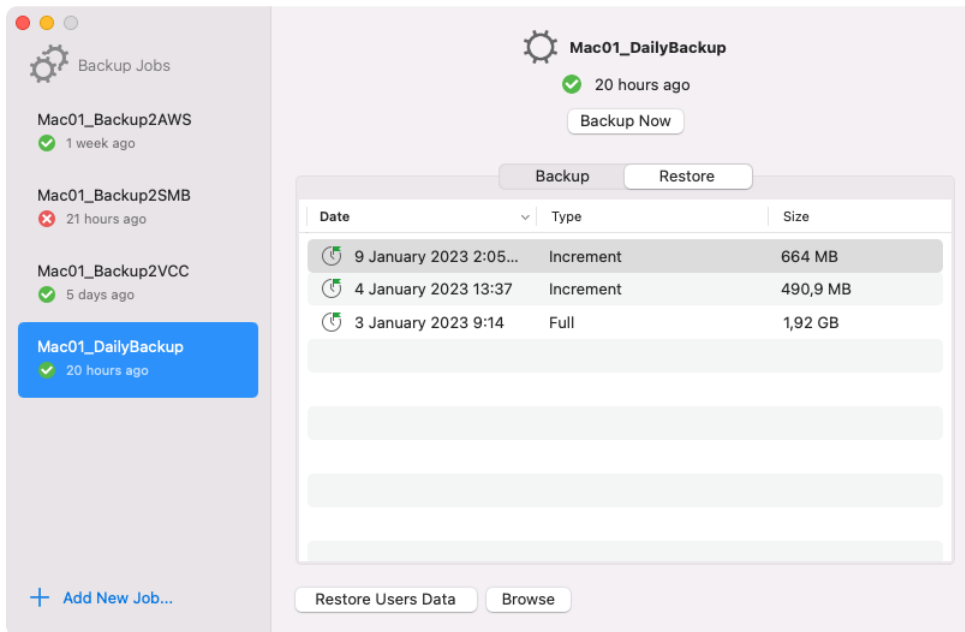 Backup Jobs
Mac01_Backup2AWS
1 week ago
Mac01_Backup2SMB
21 hours ago
Mac01_Backup2VCC
5 days ago
Mac01_DailyBackup
20 hours ago
Add New Job...
Mac01_DailyBackup
20 hours ago
Backup Now
Backup Restore
Date Type Size
9 January 2023 2:05... Increment 664 MB
4 January 2023 13:37 Increment 490,9 MB
3 January 2023 9:14 Full 1,92 GB
Restore Users Data Browse